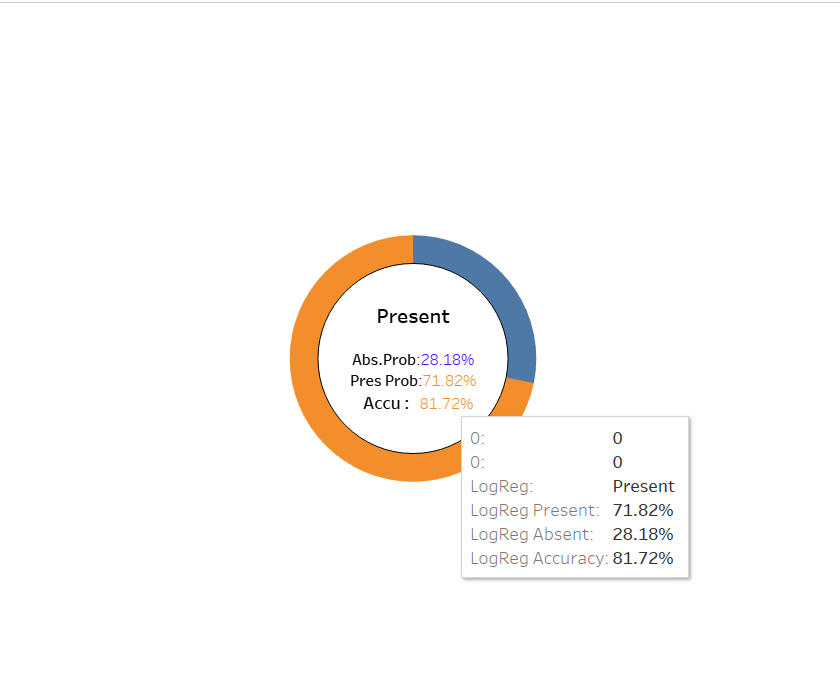 Present
Abs.Prob:28.18%
Pres Prob:71.82%
Accu : 81.72%
0: 0
0: 0
LogReg: Present
LogReg Present: 71.82%
LogReg Absent: 28.18%
LogReg Accuracy: 81.72%